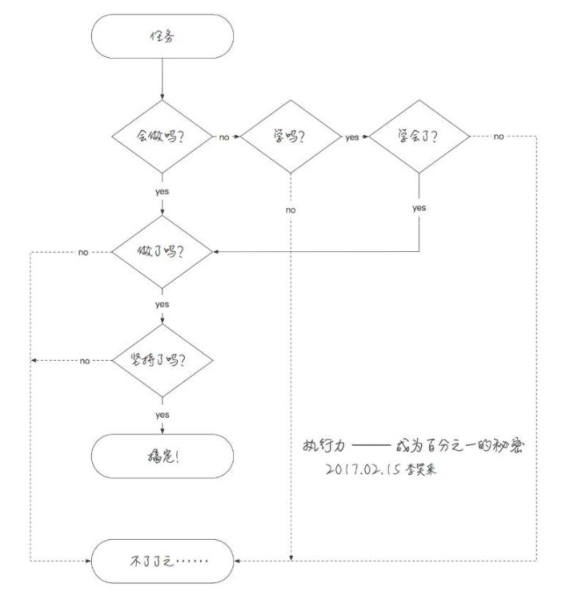 任务
会做吗?
no
学吗?
yes
学会了?
no
yes
no
yes
做了吗?
no
yes
坚持了吗?
no
yes
搞定!
执行力——成为百分之一的秘密
2017.02.15 李笑来
不了了之……